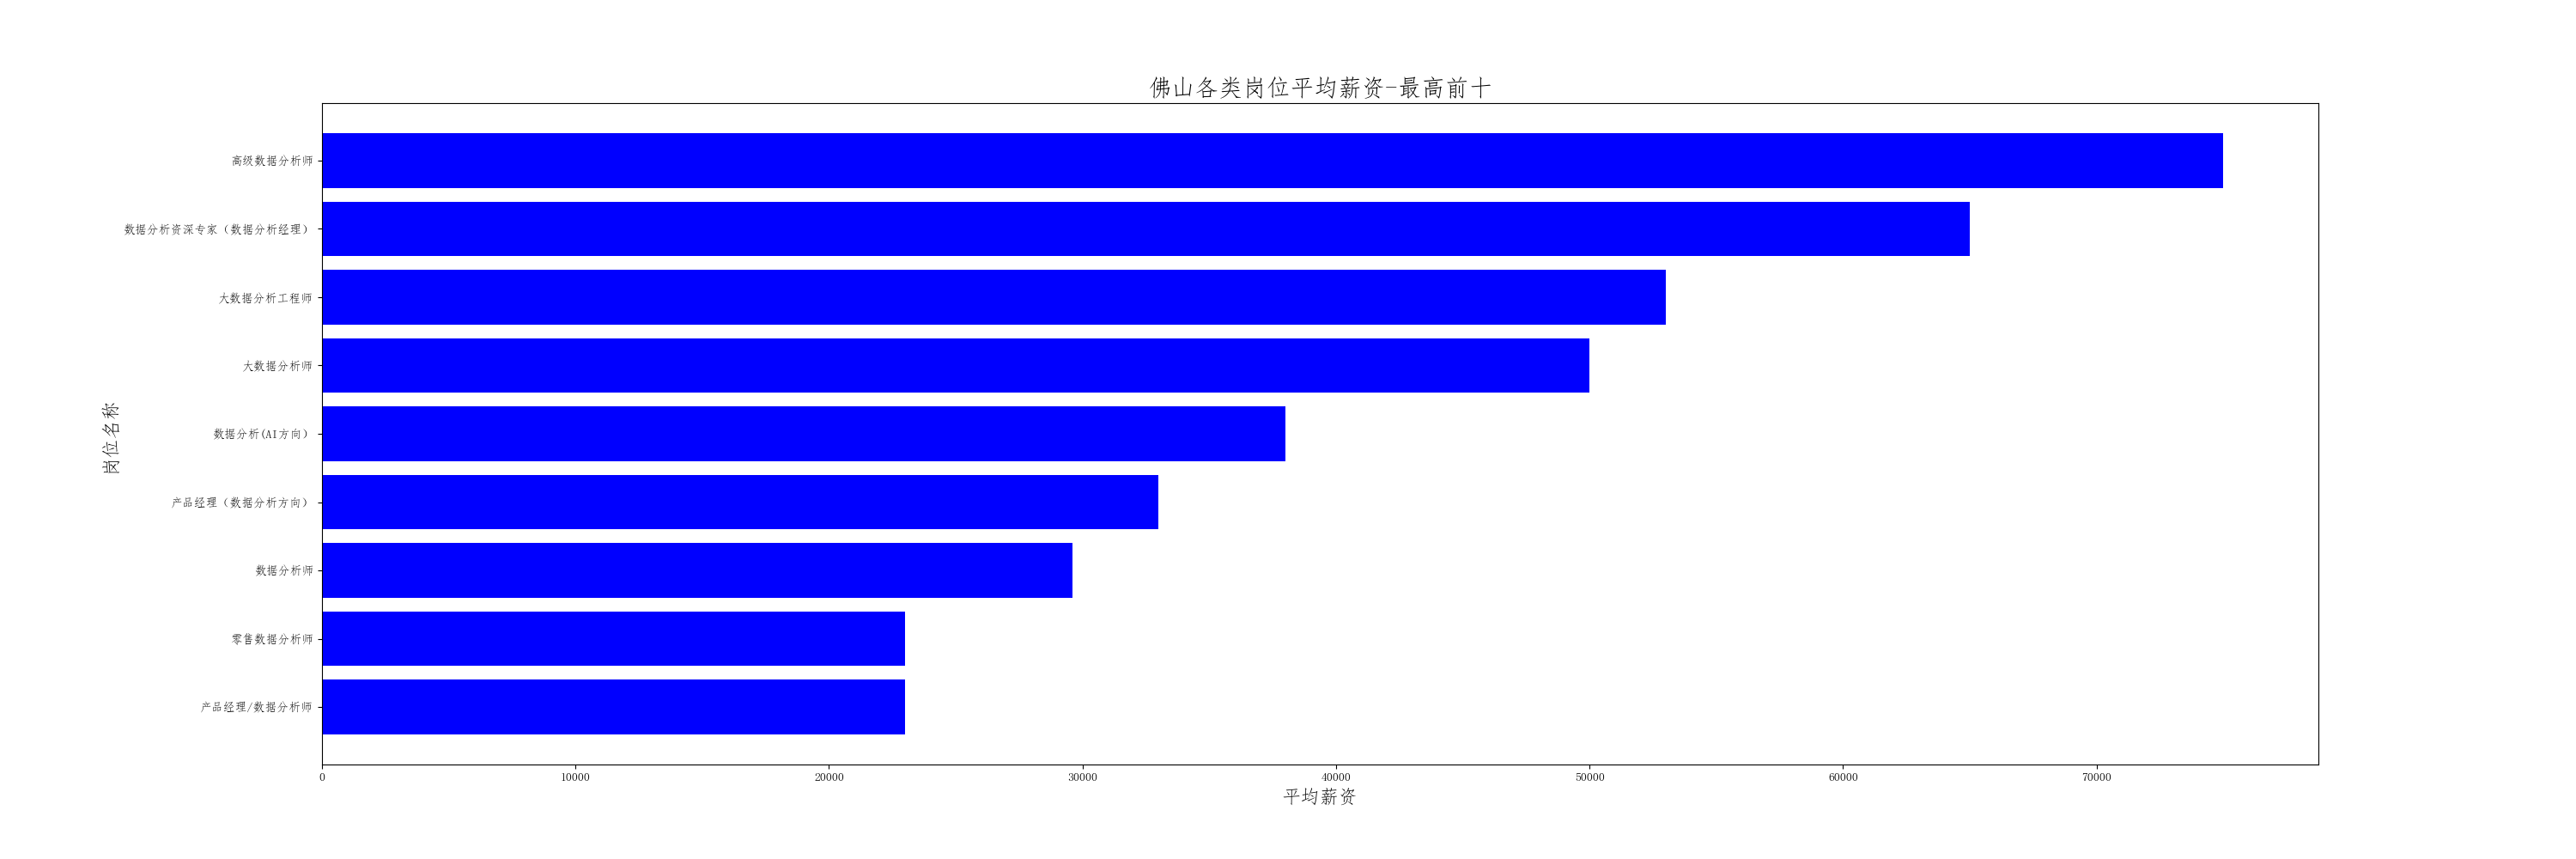 佛山各类岗位平均薪资-最高前十
高级数据分析师
数据分析资深专家（数据分析经理）
大数据分析工程师
大数据分析师
数据分析(AI方向）
产品经理（数据分析方向）
数据分析师
零售数据分析师
产品经理/数据分析师
岗位名称
0 10000 20000 30000 40000 50000 60000 70000
平均薪资